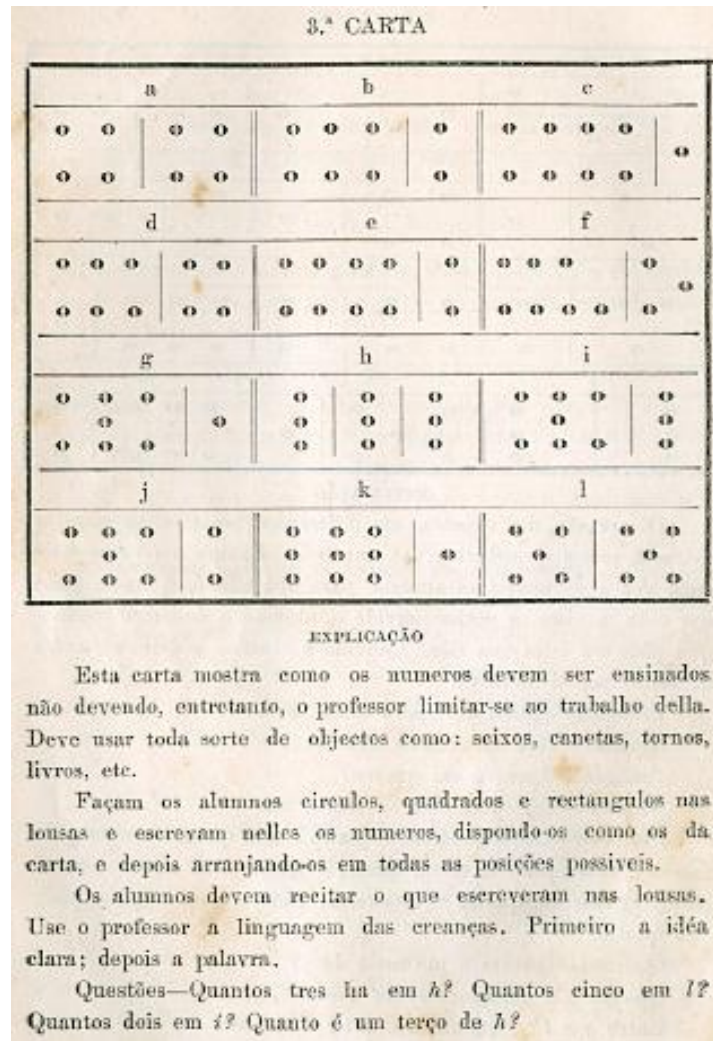 3.ª CARTA
a b c
d e f
g h i
j k l
EXPLICAÇÃO
Esta carta mostra como os numeros devem ser ensinados
não devendo, entretanto, o professor limitar-se ao trabalho della.
Deve usar toda sorte de objectos como: seixos, canetas, tornos,
livros, etc.
Façam os alumnos circulos, quadrados e rectangulos nas
lousas e escrevam nelles os numeros, dispondo-os como os da
carta, e depois arranjando-os em todas as posições possiveis.
Os alumnos devem recitar o que escreveram nas lousas.
Use o professor a linguagem das creanças. Primeiro a idéa
clara; depois a palavra.
Questões—Quantos tres ha em h? Quantos cinco em l?
Quantos dois em i? Quanto é um terço de h?